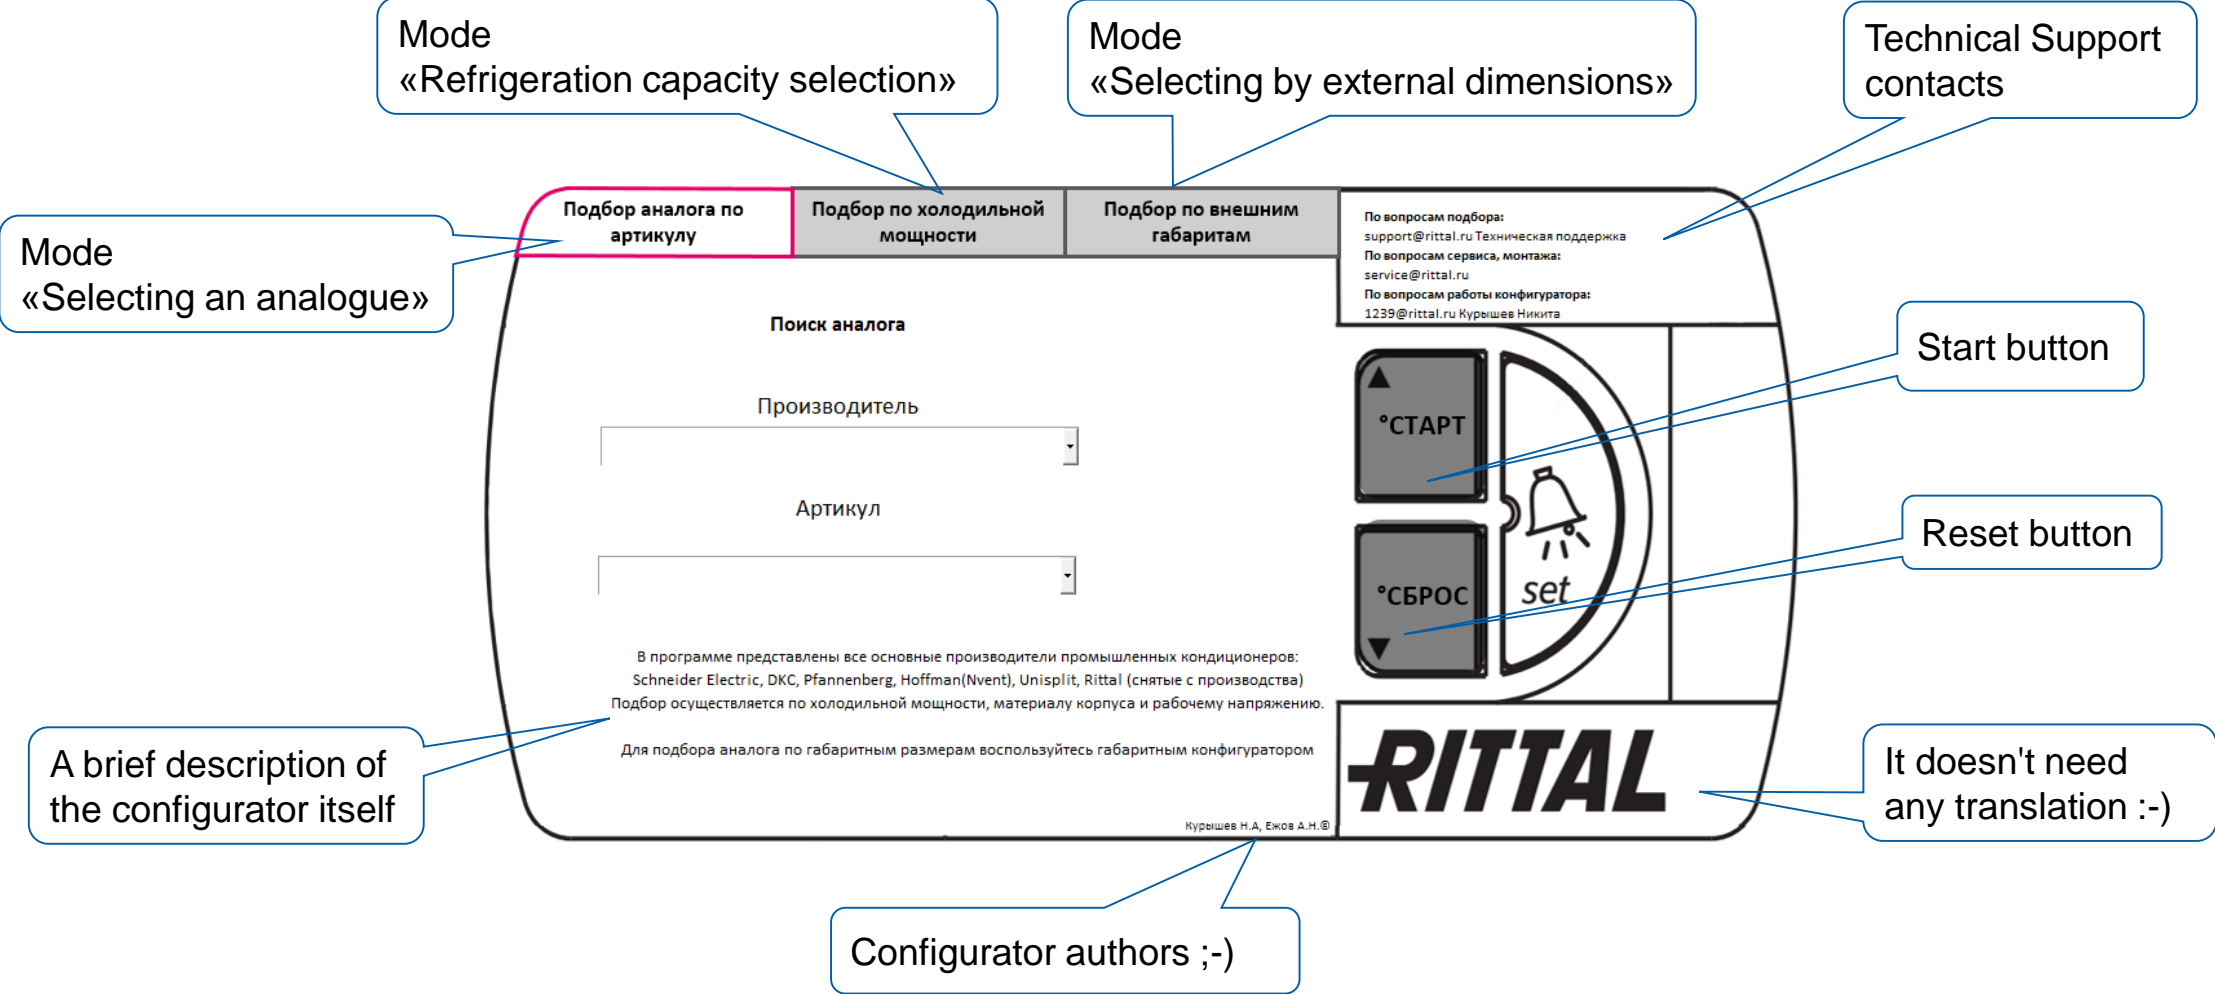 Mode
«Refrigeration capacity selection»
Mode
«Selecting by external dimensions»
Technical Support
contacts
Mode
«Selecting an analogue»
Подбор аналога по
артикулу
Подбор по холодильной
мощности
Подбор по внешним
габаритам
По вопросам подбора:
support@rittal.ru Техническая поддержка
По вопросам сервиса, монтажа:
service@rittal.ru
По вопросам работы конфигуратора:
1239@rittal.ru Курышев Никита
Поиск аналога
Производитель
Артикул
°СТАРТ
°СБРОС
set
Start button
Reset button
В программе представлены все основные производители промышленных кондиционеров:
Schneider Electric, DKC, Pfannenberg, Hoffman(Nvent), Unisplit, Rittal (снятые с производства)
Подбор осуществляется по холодильной мощности, материалу корпуса и рабочему напряжению.
Для подбора аналога по габаритным размерам воспользуйтесь габаритным конфигуратором
A brief description of
the configurator itself
RITTAL
It doesn't need
any translation :-)
Курышев Н.А, Ежов А.Н.©
Configurator authors ;-)